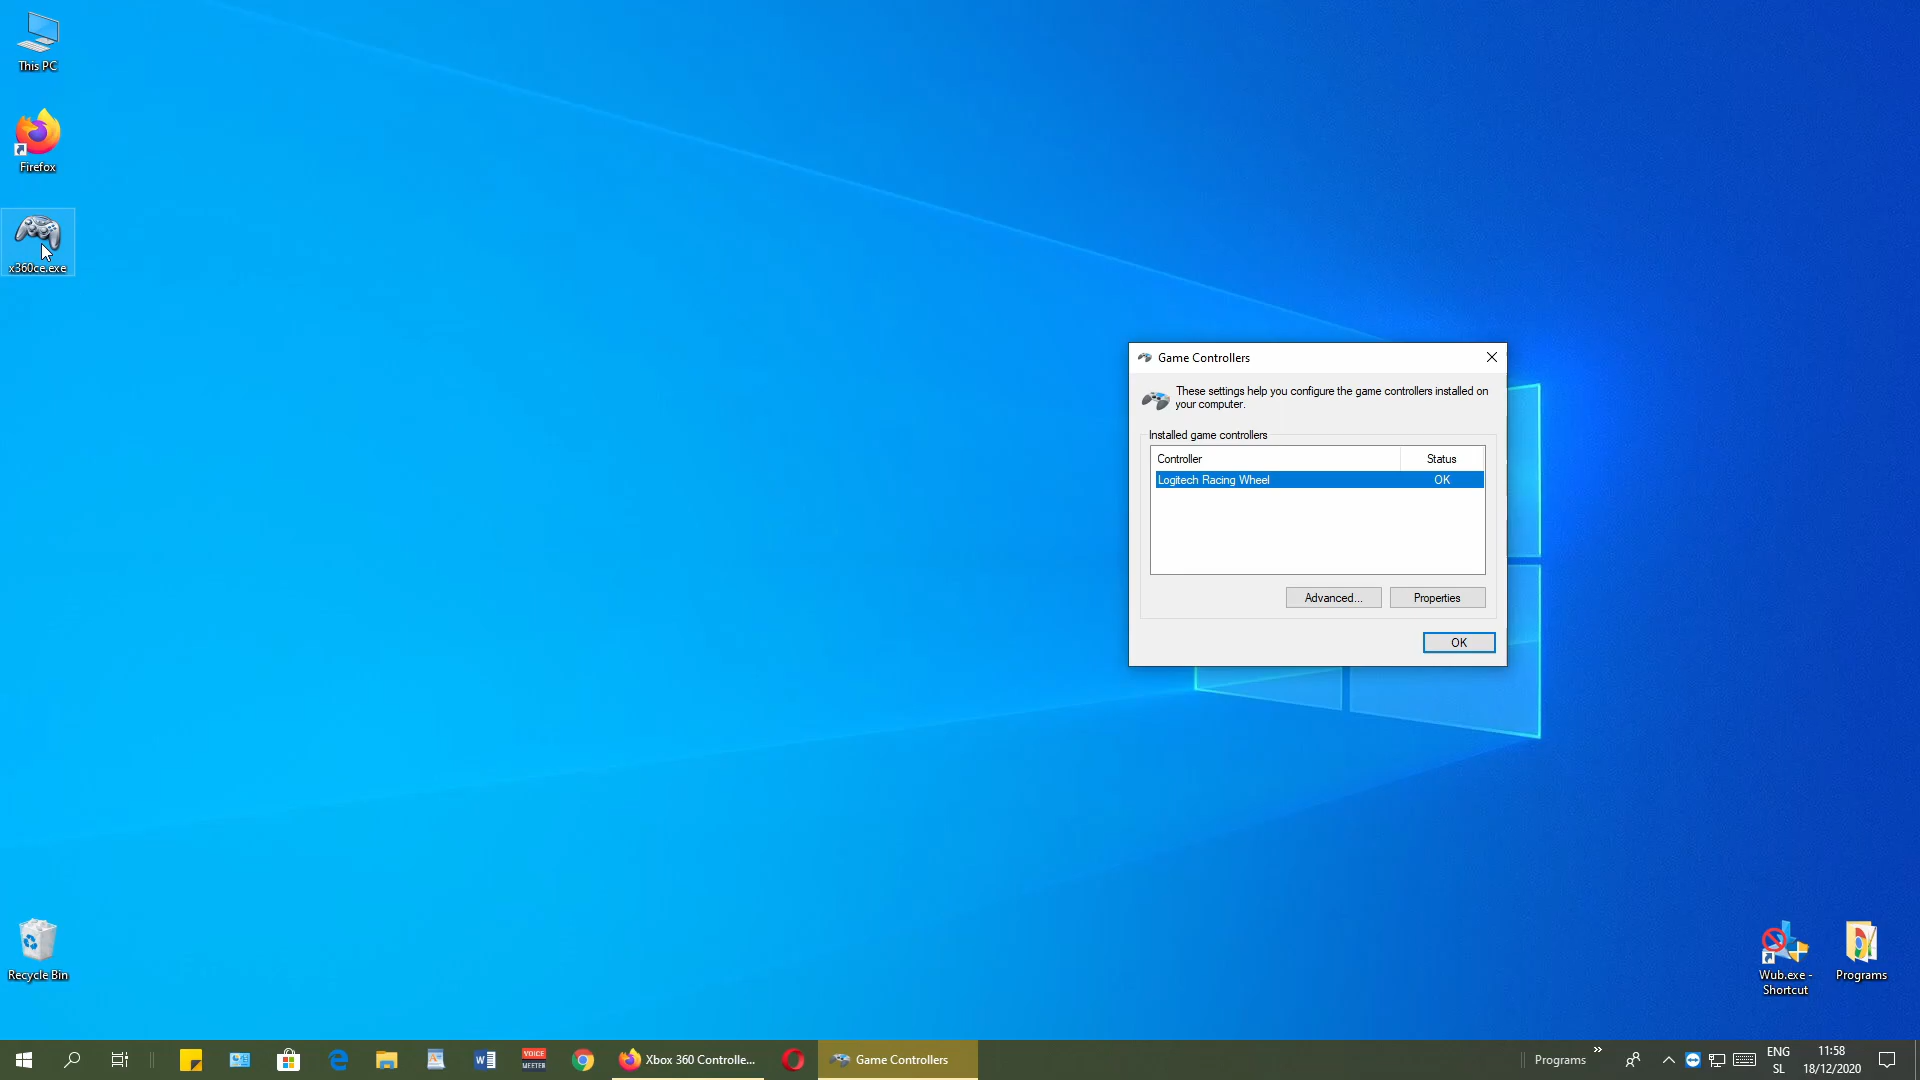 This PC
Firefox
x360ce.exe
Game Controllers
These settings help you configure the game controllers installed on
your computer.
Installed game controllers
Controller Status
Logitech Racing Wheel OK
Advanced... Properties
OK
Recycle Bin
Wub.exe -
Shortcut
Programs
VOICE
MEETER
Xbox 360 Controlle...
Game Controllers
Programs
ENG
SL
11:58
18/12/2020